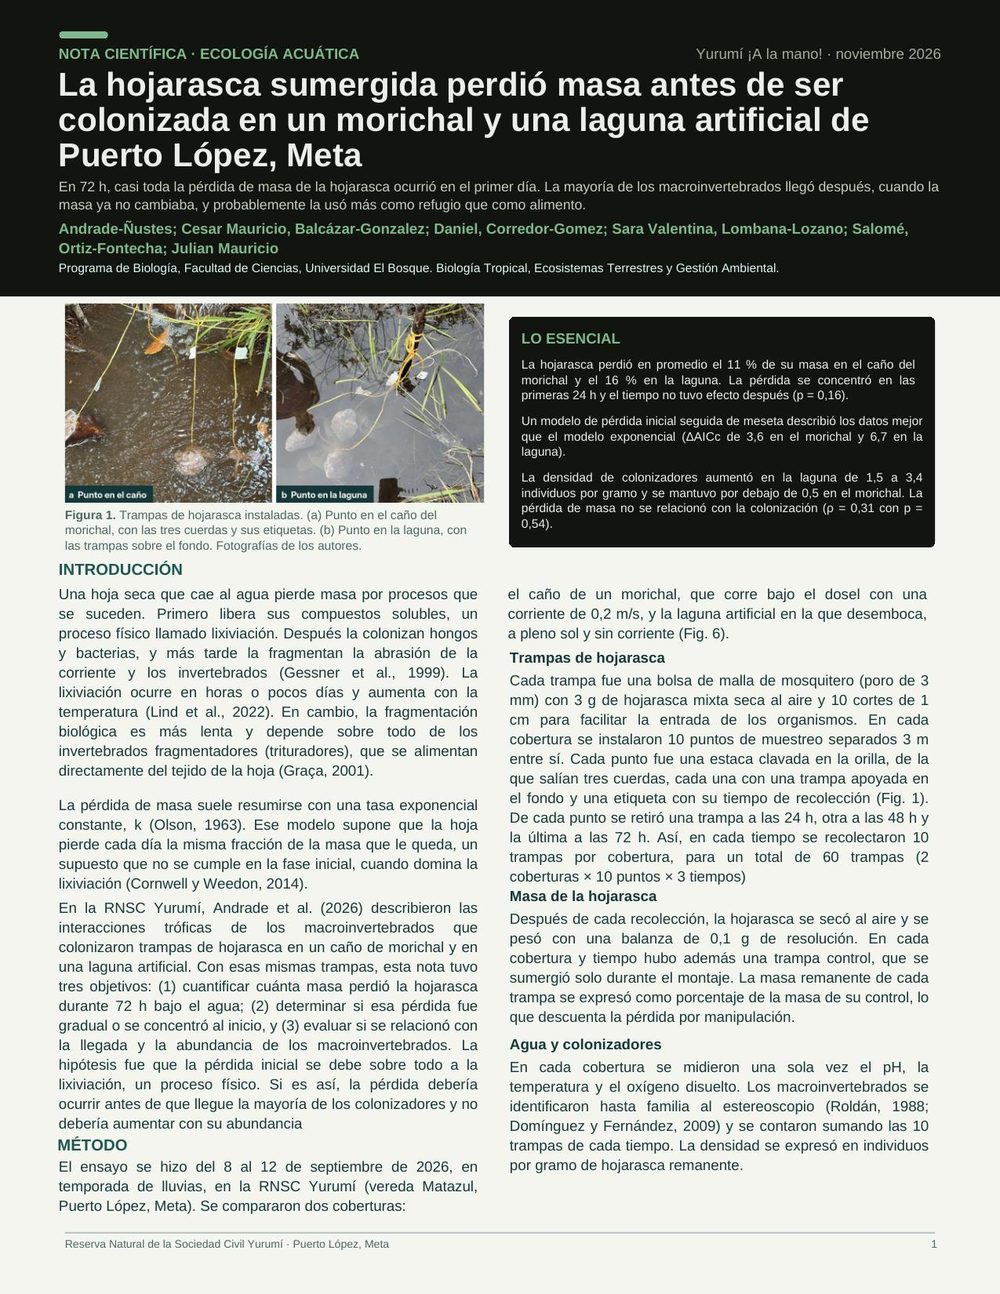 NOTA CIENTÍFICA · ECOLOGÍA ACUÁTICA
Yurumí ¡A la mano! · noviembre 2026
La hojarasca sumergida perdió masa antes de ser
colonizada en un morichal y una laguna artificial de
Puerto López, Meta
En 72 h, casi toda la pérdida de masa de la hojarasca ocurrió en el primer día. La mayoría de los macroinvertebrados llegó después, cuando la
masa ya no cambiaba, y probablemente la usó más como refugio que como alimento.
Andrade-Ñustes; Cesar Mauricio, Balcázar-Gonzalez; Daniel, Corredor-Gomez; Sara Valentina, Lombana-Lozano; Salomé,
Ortiz-Fontecha; Julian Mauricio
Programa de Biología, Facultad de Ciencias, Universidad El Bosque. Biología Tropical, Ecosistemas Terrestres y Gestión Ambiental.
a Punto en el caño
b Punto en la laguna
Figura 1. Trampas de hojarasca instaladas. (a) Punto en el caño del
morichal, con las tres cuerdas y sus etiquetas. (b) Punto en la laguna, con
las trampas sobre el fondo. Fotografías de los autores.
LO ESENCIAL
La hojarasca perdió en promedio el 11 % de su masa en el caño del
morichal y el 16 % en la laguna. La pérdida se concentró en las
primeras 24 h y el tiempo no tuvo efecto después (p = 0,16).
Un modelo de pérdida inicial seguida de meseta describió los datos mejor
que el modelo exponencial (ΔAICc de 3,6 en el morichal y 6,7 en la
laguna).
La densidad de colonizadores aumentó en la laguna de 1,5 a 3,4
individuos por gramo y se mantuvo por debajo de 0,5 en el morichal. La
pérdida de masa no se relacionó con la colonización (ρ = 0,31 con p =
0,54).
INTRODUCCIÓN
Una hoja seca que cae al agua pierde masa por procesos que
se suceden. Primero libera sus compuestos solubles, un
proceso físico llamado lixiviación. Después la colonizan hongos
y bacterias, y más tarde la fragmentan la abrasión de la
corriente y los invertebrados (Gessner et al., 1999). La
lixiviación ocurre en horas o pocos días y aumenta con la
temperatura (Lind et al., 2022). En cambio, la fragmentación
biológica es más lenta y depende sobre todo de los
invertebrados fragmentadores (trituradores), que se alimentan
directamente del tejido de la hoja (Graça, 2001).
La pérdida de masa suele resumirse con una tasa exponencial
constante, k (Olson, 1963). Ese modelo supone que la hoja
pierde cada día la misma fracción de la masa que le queda, un
supuesto que no se cumple en la fase inicial, cuando domina la
lixiviación (Cornwell y Weedon, 2014).
En la RNSC Yurumí, Andrade et al. (2026) describieron las
interacciones tróficas de los macroinvertebrados que
colonizaron trampas de hojarasca en un caño de morichal y en
una laguna artificial. Con esas mismas trampas, esta nota tuvo
tres objetivos: (1) cuantificar cuánta masa perdió la hojarasca
durante 72 h bajo el agua; (2) determinar si esa pérdida fue
gradual o se concentró al inicio, y (3) evaluar si se relacionó con
la llegada y la abundancia de los macroinvertebrados. La
hipótesis fue que la pérdida inicial se debe sobre todo a la
lixiviación, un proceso físico. Si es así, la pérdida debería
ocurrir antes de que llegue la mayoría de los colonizadores y no
debería aumentar con su abundancia
MÉTODO
El ensayo se hizo del 8 al 12 de septiembre de 2026, en
temporada de lluvias, en la RNSC Yurumí (vereda Matazul,
Puerto López, Meta). Se compararon dos coberturas:
el caño de un morichal, que corre bajo el dosel con una
corriente de 0,2 m/s, y la laguna artificial en la que desemboca,
a pleno sol y sin corriente (Fig. 6).
Trampas de hojarasca
Cada trampa fue una bolsa de malla de mosquitero (poro de 3
mm) con 3 g de hojarasca mixta seca al aire y 10 cortes de 1
cm para facilitar la entrada de los organismos. En cada
cobertura se instalaron 10 puntos de muestreo separados 3 m
entre sí. Cada punto fue una estaca clavada en la orilla, de la
que salían tres cuerdas, cada una con una trampa apoyada en
el fondo y una etiqueta con su tiempo de recolección (Fig. 1).
De cada punto se retiró una trampa a las 24 h, otra a las 48 h y
la última a las 72 h. Así, en cada tiempo se recolectaron 10
trampas por cobertura, para un total de 60 trampas (2
coberturas × 10 puntos × 3 tiempos)
Masa de la hojarasca
Después de cada recolección, la hojarasca se secó al aire y se
pesó con una balanza de 0,1 g de resolución. En cada
cobertura y tiempo hubo además una trampa control, que se
sumergió solo durante el montaje. La masa remanente de cada
trampa se expresó como porcentaje de la masa de su control, lo
que descuenta la pérdida por manipulación.
Agua y colonizadores
En cada cobertura se midieron una sola vez el pH, la
temperatura y el oxígeno disuelto. Los macroinvertebrados se
identificaron hasta familia al estereoscopio (Roldán, 1988;
Domínguez y Fernández, 2009) y se contaron sumando las 10
trampas de cada tiempo. La densidad se expresó en individuos
por gramo de hojarasca remanente.
Reserva Natural de la Sociedad Civil Yurumí · Puerto López, Meta
1